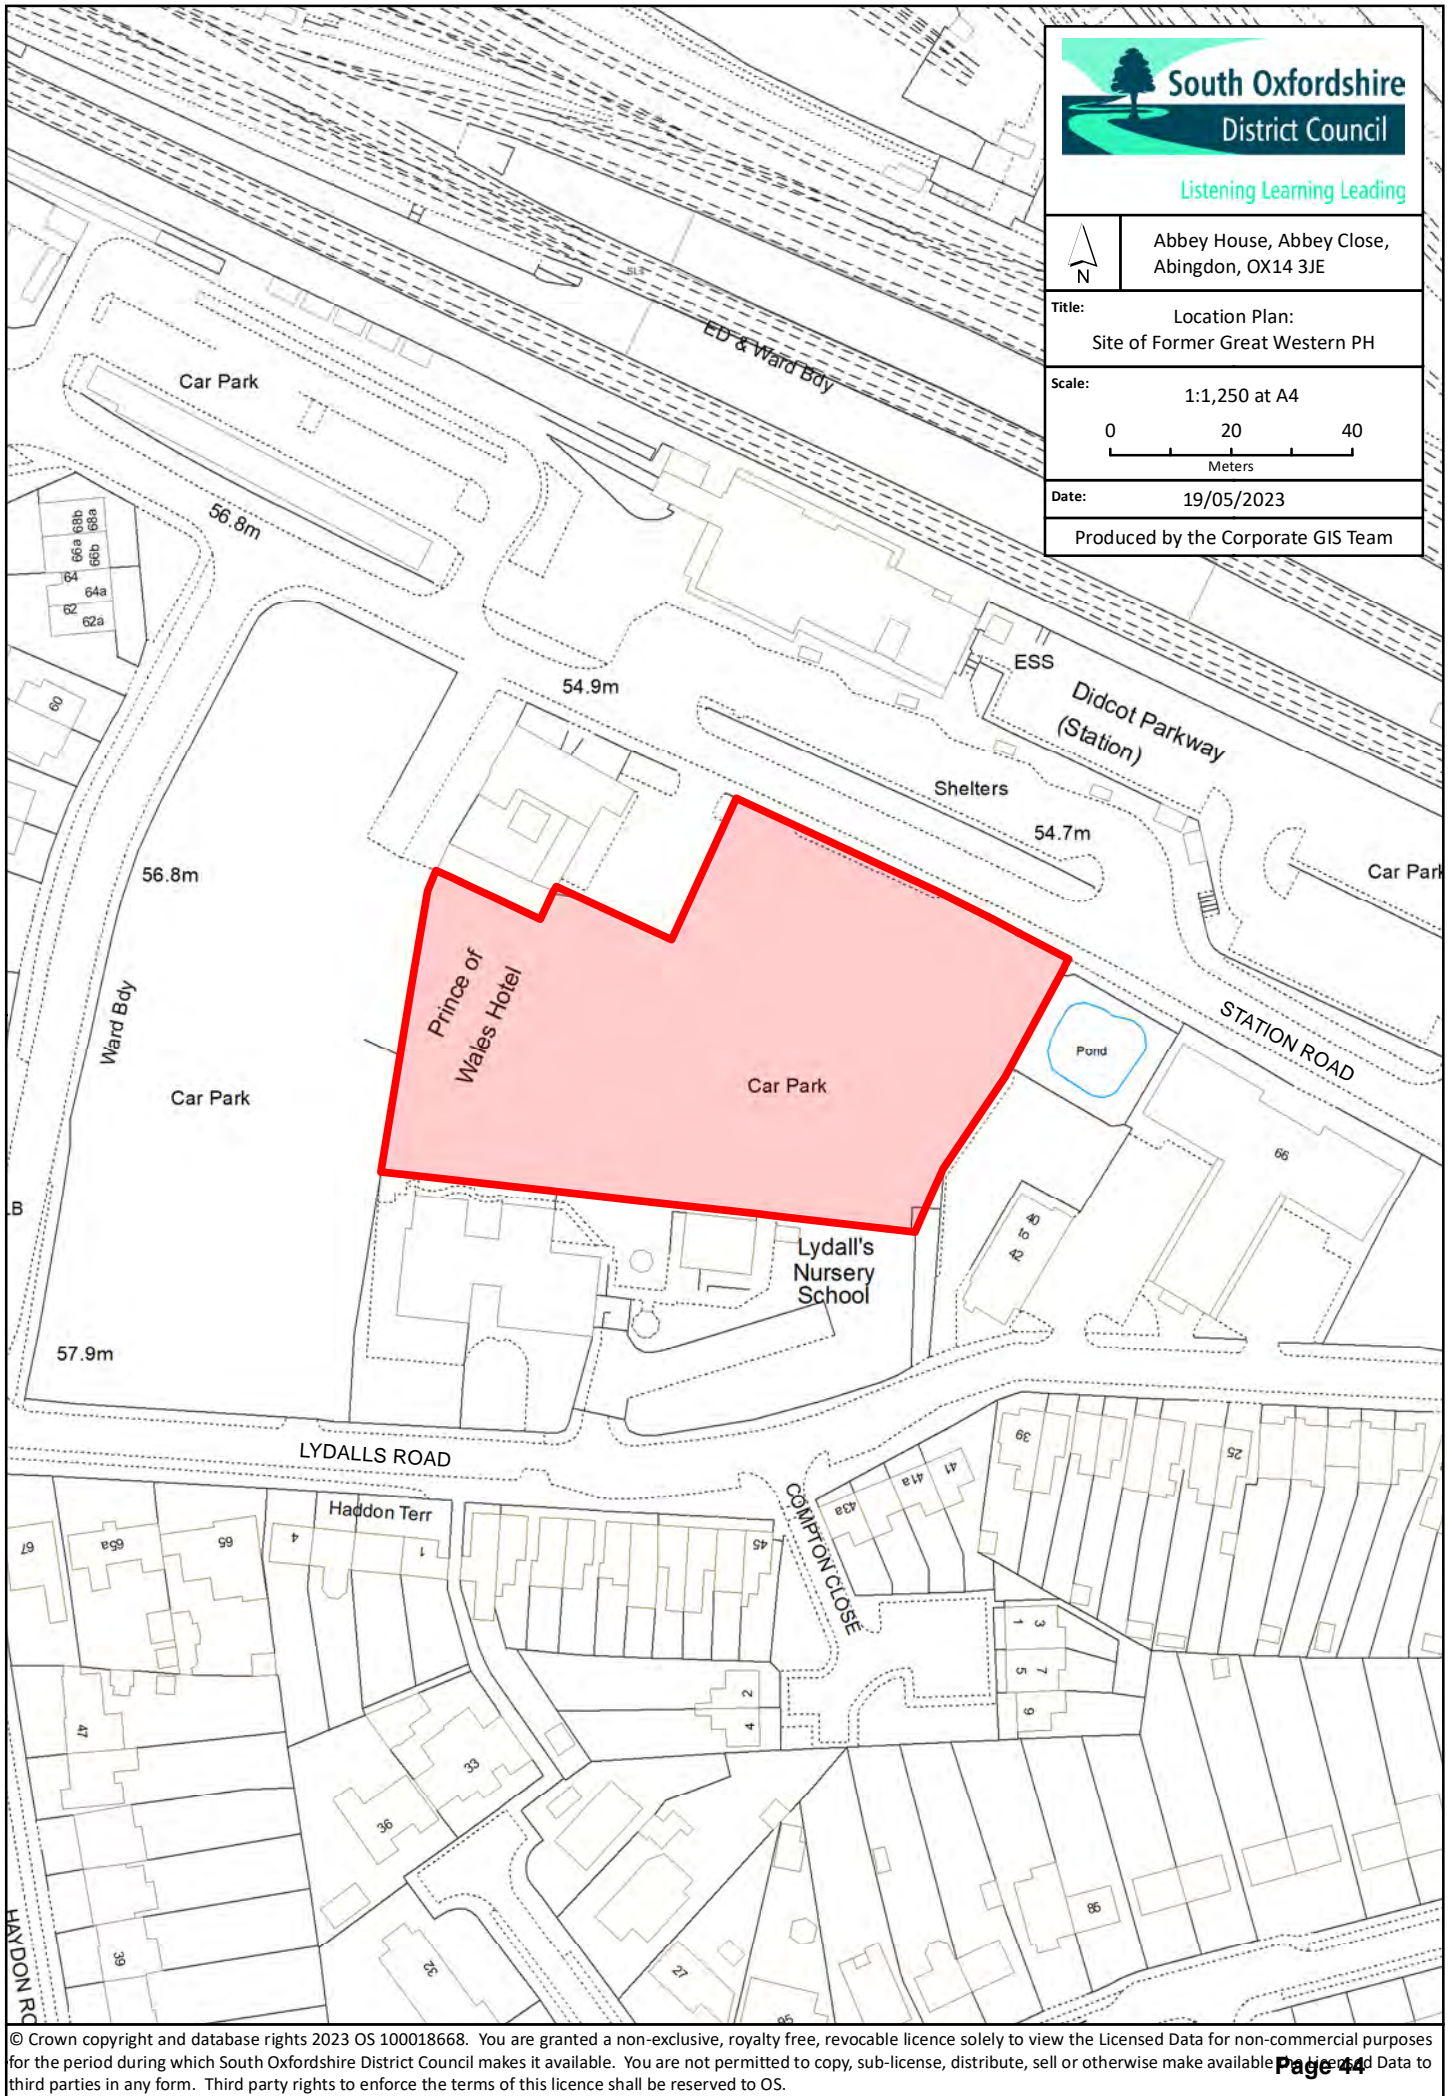 South Oxfordshire
District Council
Listening Learning Leading
N
Abbey House, Abbey Close,
Abingdon, OX14 3JE
Title:
Location Plan:
Site of Former Great Western PH
Scale:
1:1,250 at A4
0 20 40
Meters
Date:
19/05/2023
Produced by the Corporate GIS Team
SLs
ED & Ward Bdy
Car Park
56.8m
68b
68a
66a
66b
64
64a
62
62a
60
54.9m
ESS
Didcot Parkway
(Station)
Shelters
54.7m
Car Park
56.8m
Ward Bdy
Car Park
Prince of
Wales Hotel
Car Park
Pond
STATION ROAD
66
40
to
42
LB
Lydall's
Nursery
School
57.9m
LYDALLS ROAD
Haddon Terr
COMPTON CLOSE
39
25
41
41a
43a
45
67
65a
65
4
1
1
3
5
7
9
2
4
47
33
36
39
32
27
95
98
HAYDON RO
© Crown copyright and database rights 2023 OS 100018668. You are granted a non-exclusive, royalty free, revocable licence solely to view the Licensed Data for non-commercial purposes
for the period during which South Oxfordshire District Council makes it available. You are not permitted to copy, sub-license, distribute, sell or otherwise make available the Licensed Data to
third parties in any form. Third party rights to enforce the terms of this licence shall be reserved to OS.
Page 44